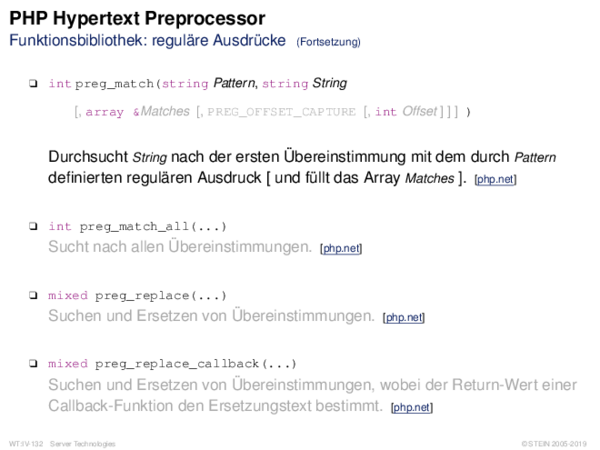 PHP Hypertext Preprocessor
Funktionsbibliothek: reguläre Ausdrücke (Fortsetzung)
❑ int preg_match(string Pattern, string String
[, array &Matches [, PREG_OFFSET_CAPTURE [, int Offset ] ] ] )
Durchsucht String nach der ersten Übereinstimmung mit dem durch Pattern
definierten regulären Ausdruck [ und füllt das Array Matches ]. [php.net]
❑ int preg_match_all(...)
Sucht nach allen Übereinstimmungen. [php.net]
❑ mixed preg_replace(...)
Suchen und Ersetzen von Übereinstimmungen. [php.net]
❑ mixed preg_replace_callback(...)
Suchen und Ersetzen von Übereinstimmungen, wobei der Return-Wert einer
Callback-Funktion den Ersetzungstext bestimmt. [php.net]
WT:IV-132 Server Technologies © STEIN 2005-2019